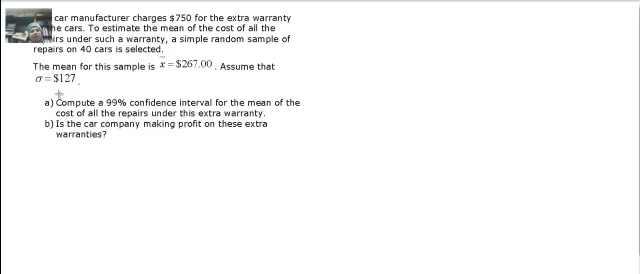 car manufacturer charges $750 for the extra warranty
cars. To estimate the mean of the cost of all the
under such a warranty, a simple random sample of
repairs on 40 cars is selected.
The mean for this sample is x̄ = $267.00 . Assume that
σ = $127 .
a) Compute a 99% confidence interval for the mean of the
cost of all the repairs under this extra warranty.
b) Is the car company making profit on these extra
warranties?